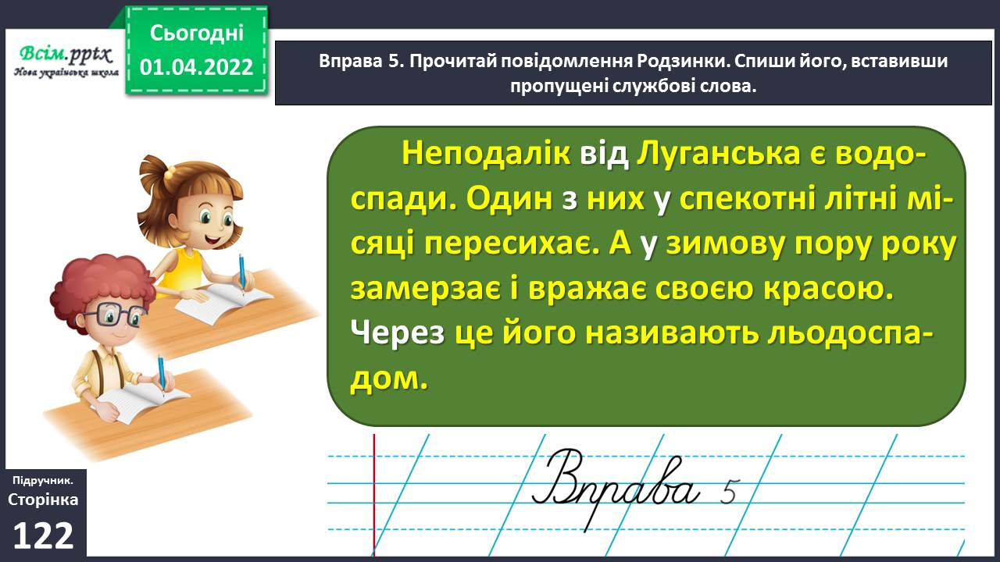 Сьогодні
01.04.2022
Всім.pptx
Нова українська школа
Вправа 5. Прочитай повідомлення Родзинки. Спиши його, вставивши
пропущені службові слова.
Неподалік від Луганська є водо-
спади. Один з них у спекотні літні мі-
сяці пересихає. А у зимову пору року
замерзає і вражає своєю красою.
Через це його називають льодоспа-
дом.
Вправа 5
Підручник.
Сторінка
122